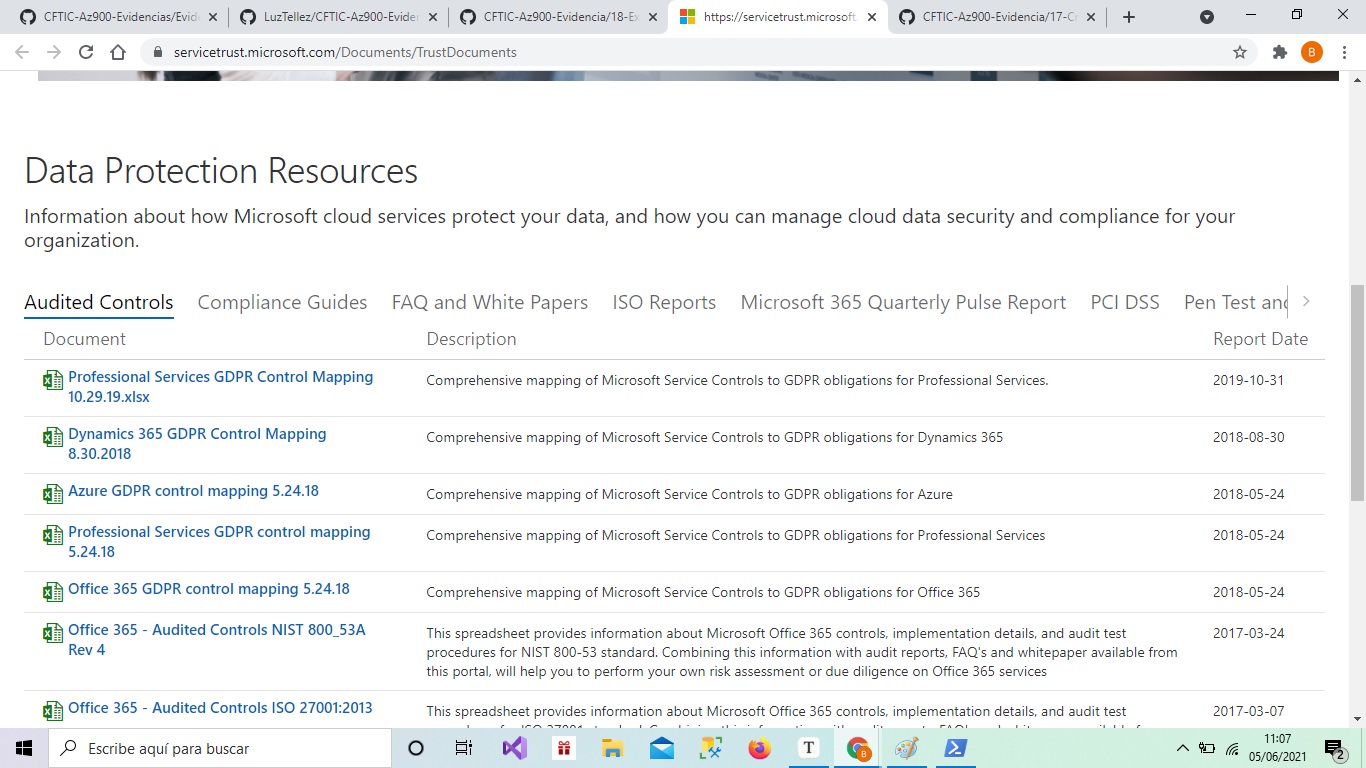 CFTIC-Az900-Evidencias/Evid
LuzTellez/CFTIC-Az900-Eviden
CFTIC-Az900-Evidencia/18-Ex
https://servicetrust.microsoft.
CFTIC-Az900-Evidencia/17-C
servicetrust.microsoft.com/Documents/TrustDocuments
B
Data Protection Resources
Information about how Microsoft cloud services protect your data, and how you can manage cloud data security and compliance for your
organization.
Audited Controls Compliance Guides FAQ and White Papers ISO Reports Microsoft 365 Quarterly Pulse Report PCI DSS Pen Test and
Document Description Report Date
Professional Services GDPR Control Mapping
10.29.19.xlsx
Comprehensive mapping of Microsoft Service Controls to GDPR obligations for Professional Services.
2019-10-31
Dynamics 365 GDPR Control Mapping
8.30.2018
Comprehensive mapping of Microsoft Service Controls to GDPR obligations for Dynamics 365
2018-08-30
Azure GDPR control mapping 5.24.18
Comprehensive mapping of Microsoft Service Controls to GDPR obligations for Azure
2018-05-24
Professional Services GDPR control mapping
5.24.18
Comprehensive mapping of Microsoft Service Controls to GDPR obligations for Professional Services
2018-05-24
Office 365 GDPR control mapping 5.24.18
Comprehensive mapping of Microsoft Service Controls to GDPR obligations for Office 365
2018-05-24
Office 365 - Audited Controls NIST 800_53A
Rev 4
This spreadsheet provides information about Microsoft Office 365 controls, implementation details, and audit test
procedures for NIST 800-53 standard. Combining this information with audit reports, FAQ's and whitepaper available from
this portal, will help you to perform your own risk assessment or due diligence on Office 365 services
2017-03-24
Office 365 - Audited Controls ISO 27001:2013
This spreadsheet provides information about Microsoft Office 365 controls, implementation details, and audit test
2017-03-07
Escribe aquí para buscar
T
B
11:07
05/06/2021
2